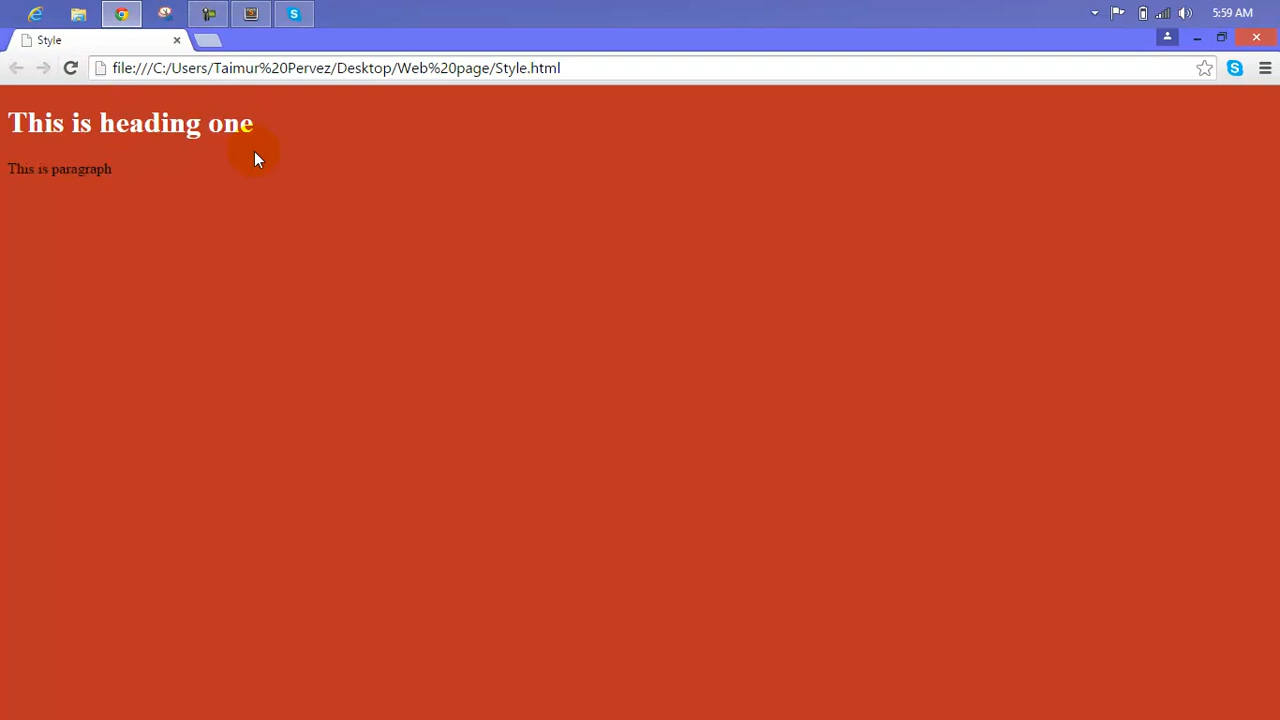 5:59 AM
Style
file:///C:/Users/Taimur%20Pervez/Desktop/Web%20page/Style.html
This is heading one
This is paragraph